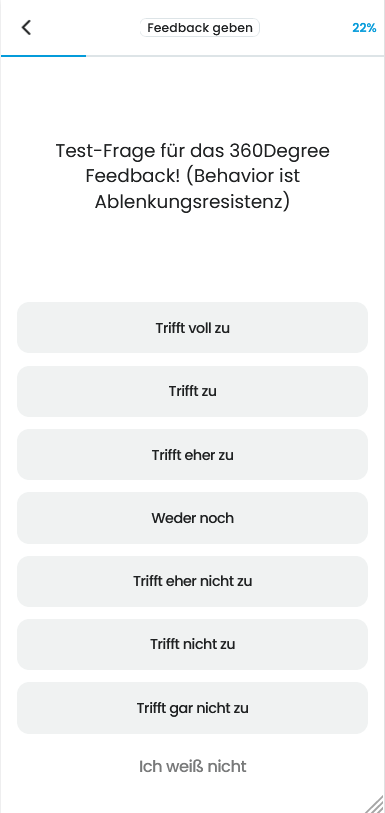 Feedback geben
22%
Test-Frage für das 360Degree
Feedback! (Behavior ist
Ablenkungsresistenz)
Trifft voll zu
Trifft zu
Trifft eher zu
Weder noch
Trifft eher nicht zu
Trifft nicht zu
Trifft gar nicht zu
Ich weiß nicht